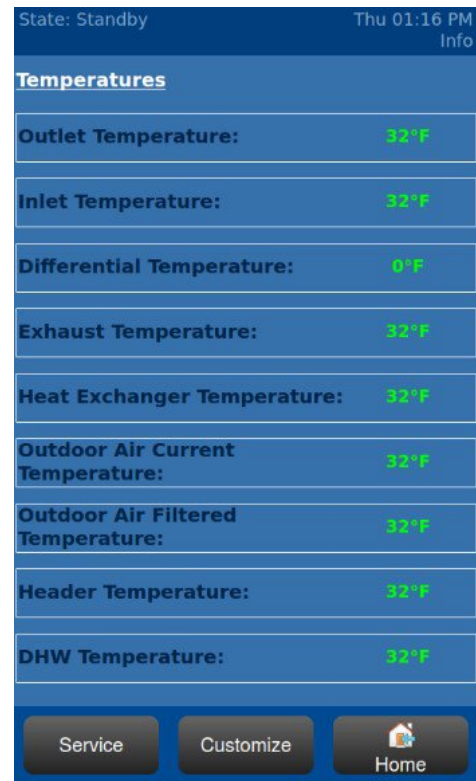 State: Standby
Thu 01:16 PM
Info
Temperatures
Outlet Temperature: 32°F
Inlet Temperature: 32°F
Differential Temperature: 0°F
Exhaust Temperature: 32°F
Heat Exchanger Temperature: 32°F
Outdoor Air Current
Temperature: 32°F
Outdoor Air Filtered
Temperature: 32°F
Header Temperature: 32°F
DHW Temperature: 32°F
Service
Customize
Home